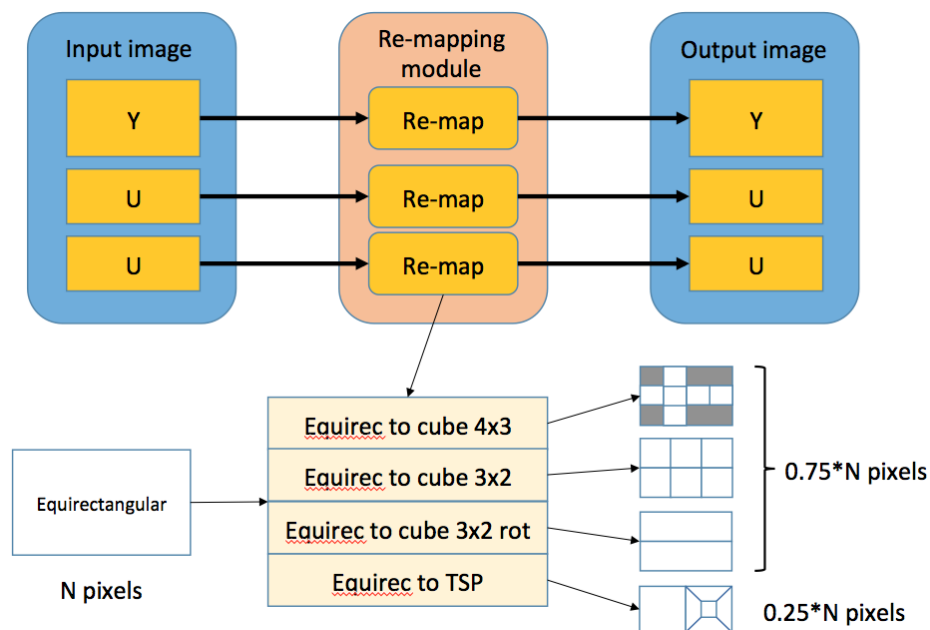 Input image
Re-mapping
module
Output image
Y
Re-map
Y
U
Re-map
U
U
Re-map
U
Equirec to cube 4x3
Equirec to cube 3x2
Equirec to cube 3x2 rot
Equirec to TSP
Equirectangular
N pixels
0.75*N pixels
0.25*N pixels